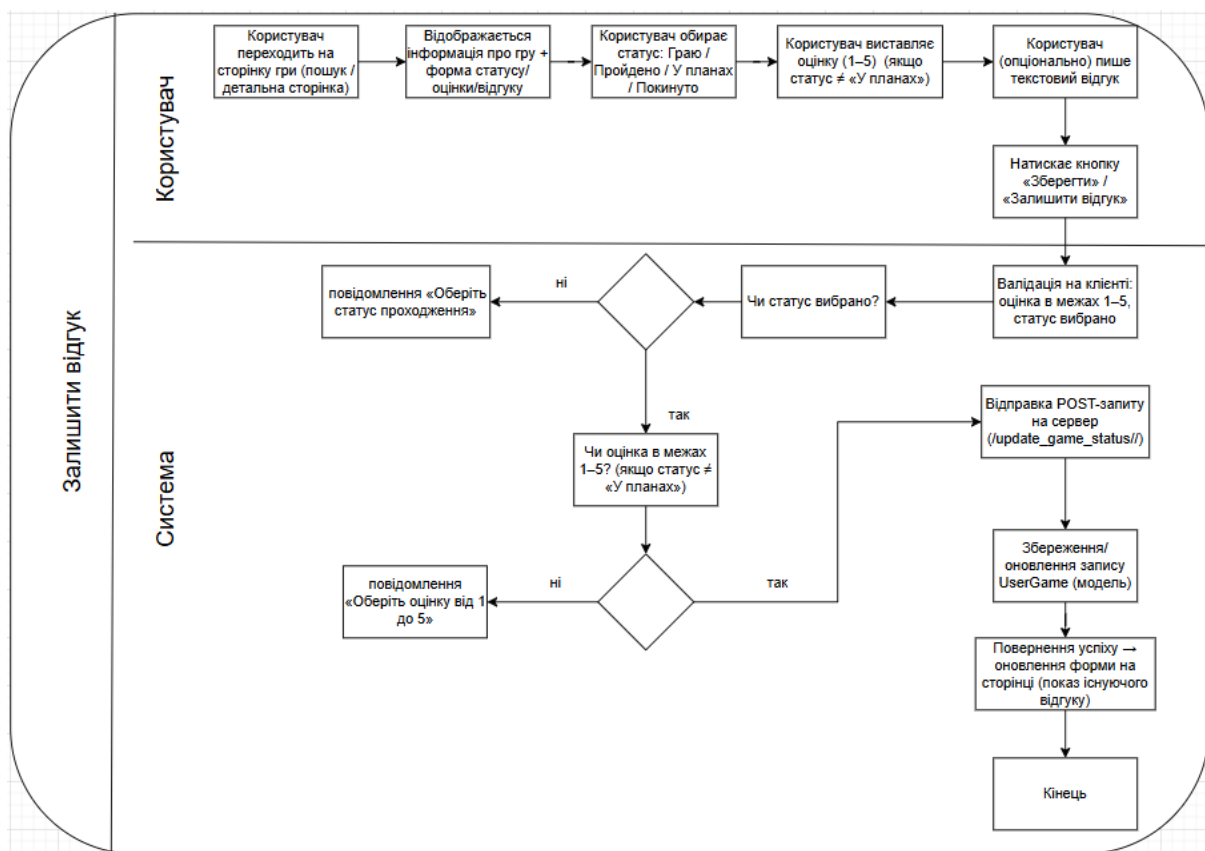 Залишити відгук
Користувач
Користувач
переходить на
сторінку гри (пошук /
детальна сторінка)
Відображається
інформація про гру +
форма статусу/
оцінки/відгуку
Користувач обирає
статус: Граю /
Пройдено / У планах
/ Покинуто
Користувач виставляє
оцінку (1–5) (якщо
статус ≠ «У планах»)
Користувач
(опціонально) пише
текстовий відгук
Натискає кнопку
«Зберегти» /
«Залишити відгук»
Система
Валідація на клієнті:
оцінка в межах 1–5,
статус вибрано
Чи статус вибрано?
ні
повідомлення «Оберіть
статус проходження»
так
Чи оцінка в межах
1–5? (якщо статус ≠
«У планах»)
ні
повідомлення
«Оберіть оцінку від 1
до 5»
так
Відправка POST-запиту
на сервер
(/update_game_status//)
Збереження/
оновлення запису
UserGame (модель)
Повернення успіху →
оновлення форми на
сторінці (показ існуючого
відгуку)
Кінець